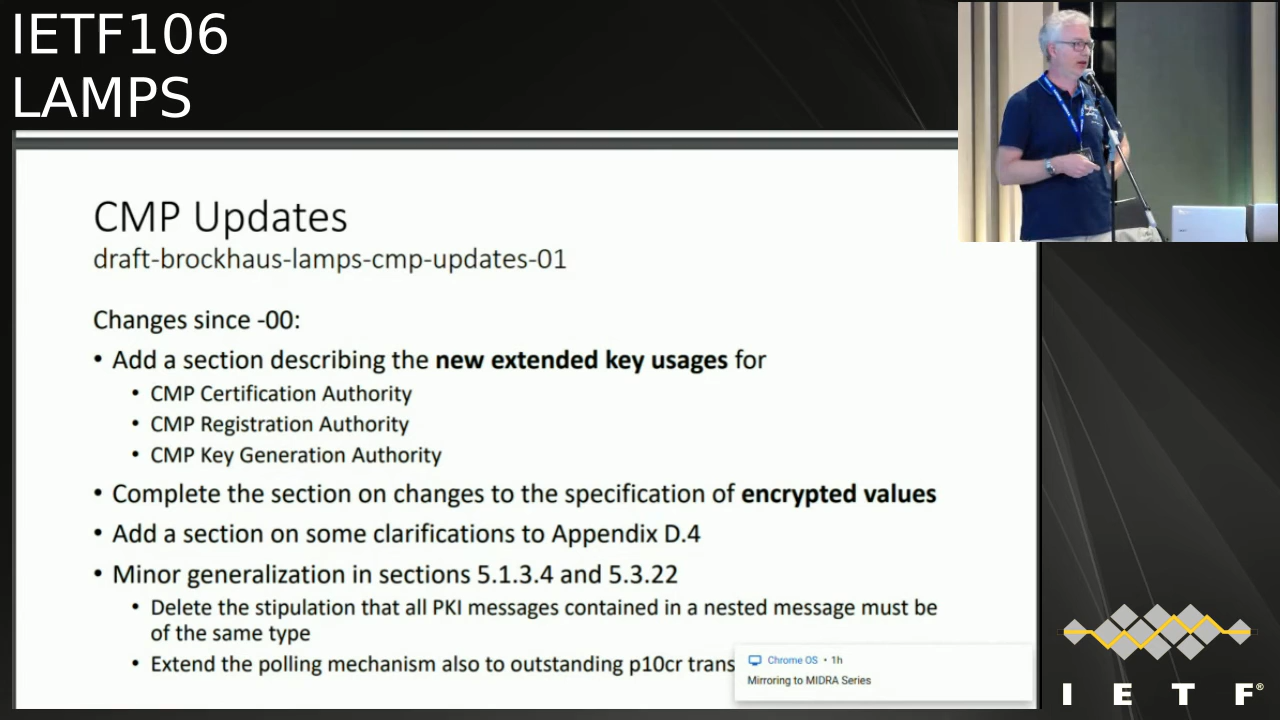 IETF106
LAMPS
CMP Updates
draft-brockhaus-lamps-cmp-updates-01
Changes since -00:
• Add a section describing the new extended key usages for
• CMP Certification Authority
• CMP Registration Authority
• CMP Key Generation Authority
• Complete the section on changes to the specification of encrypted values
• Add a section on some clarifications to Appendix D.4
• Minor generalization in sections 5.1.3.4 and 5.3.22
• Delete the stipulation that all PKI messages contained in a nested message must be
of the same type
• Extend the polling mechanism also to outstanding p10cr trans
Chrome OS • 1h
Mirroring to MIDRA Series
I E T F®